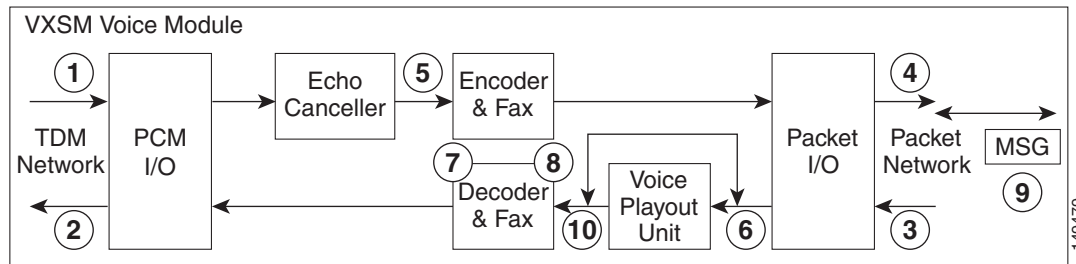 VXSM Voice Module
1
5
4
Echo
Canceller
Encoder
& Fax
TDM
Network
PCM
I/O
Packet
I/O
Packet
Network
MSG
7
8
9
Decoder
& Fax
Voice
Playout
Unit
2
10
6
3
149479